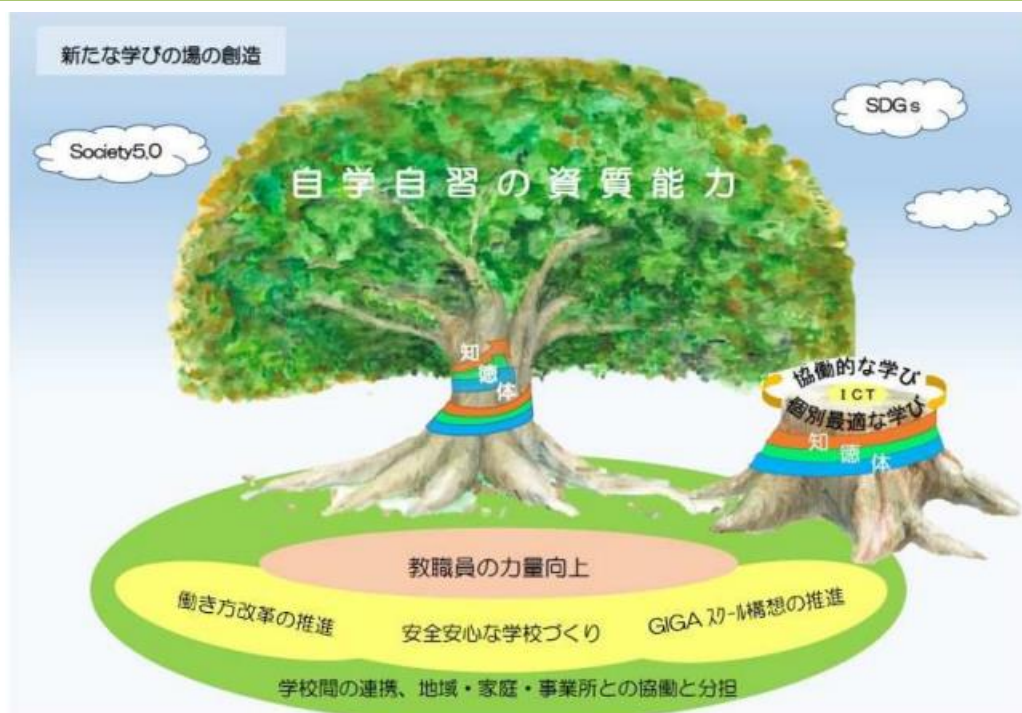 新たな学びの場の創造
SDGs
Society5.0
自学自習の資質能力
知
徳
体
協働的な学び
ICT
個別最適な学び
知
徳
体
教職員の力量向上
働き方改革の推進
安全安心な学校づくり
GIGAスクール構想の推進
学校間の連携、地域・家庭・事業所との協働と分担